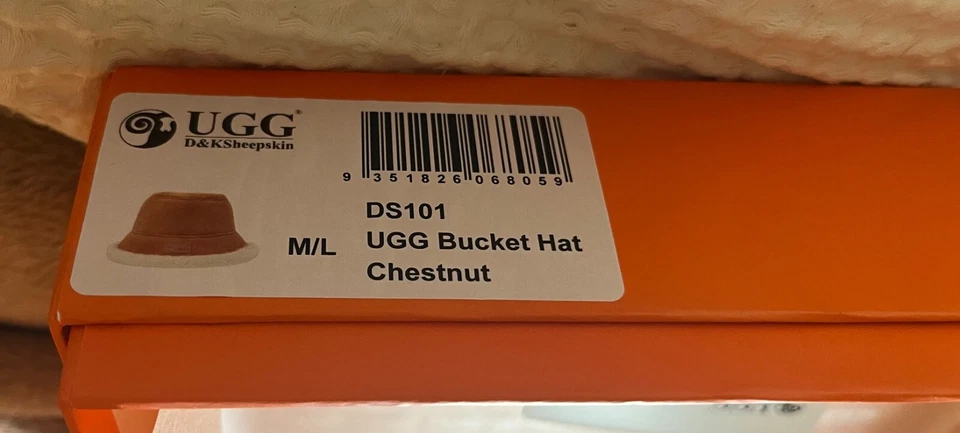 UGG®
D&KSheepskin
9 351826 068059
DS101
M/L UGG Bucket Hat
Chestnut